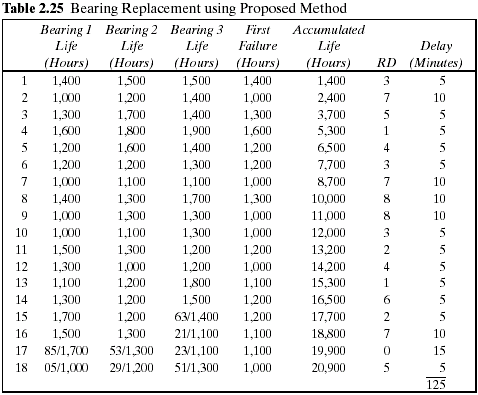 Table 2.25 Bearing Replacement using Proposed Method
Bearing 1 Bearing 2 Bearing 3 First Accumulated
Life Life Life Failure Life Delay
(Hours) (Hours) (Hours) (Hours) (Hours) RD (Minutes)
1 1,400 1,500 1,500 1,400 1,400 3 5
2 1,000 1,200 1,400 1,000 2,400 7 10
3 1,300 1,700 1,400 1,300 3,700 5 5
4 1,600 1,800 1,900 1,600 5,300 1 5
5 1,200 1,600 1,400 1,200 6,500 4 5
6 1,200 1,200 1,300 1,200 7,700 3 5
7 1,000 1,100 1,100 1,000 8,700 7 10
8 1,400 1,300 1,700 1,300 10,000 8 10
9 1,000 1,300 1,300 1,000 11,000 8 10
10 1,000 1,100 1,300 1,000 12,000 3 5
11 1,500 1,300 1,200 1,200 13,200 2 5
12 1,300 1,000 1,200 1,000 14,200 4 5
13 1,100 1,200 1,800 1,100 15,300 1 5
14 1,300 1,200 1,500 1,200 16,500 6 5
15 1,700 1,200 63/1,400 1,200 17,700 2 5
16 1,500 1,300 21/1,100 1,100 18,800 7 10
17 85/1,700 53/1,300 23/1,100 1,100 19,900 0 15
18 05/1,000 29/1,200 51/1,300 1,000 20,900 5 5
125